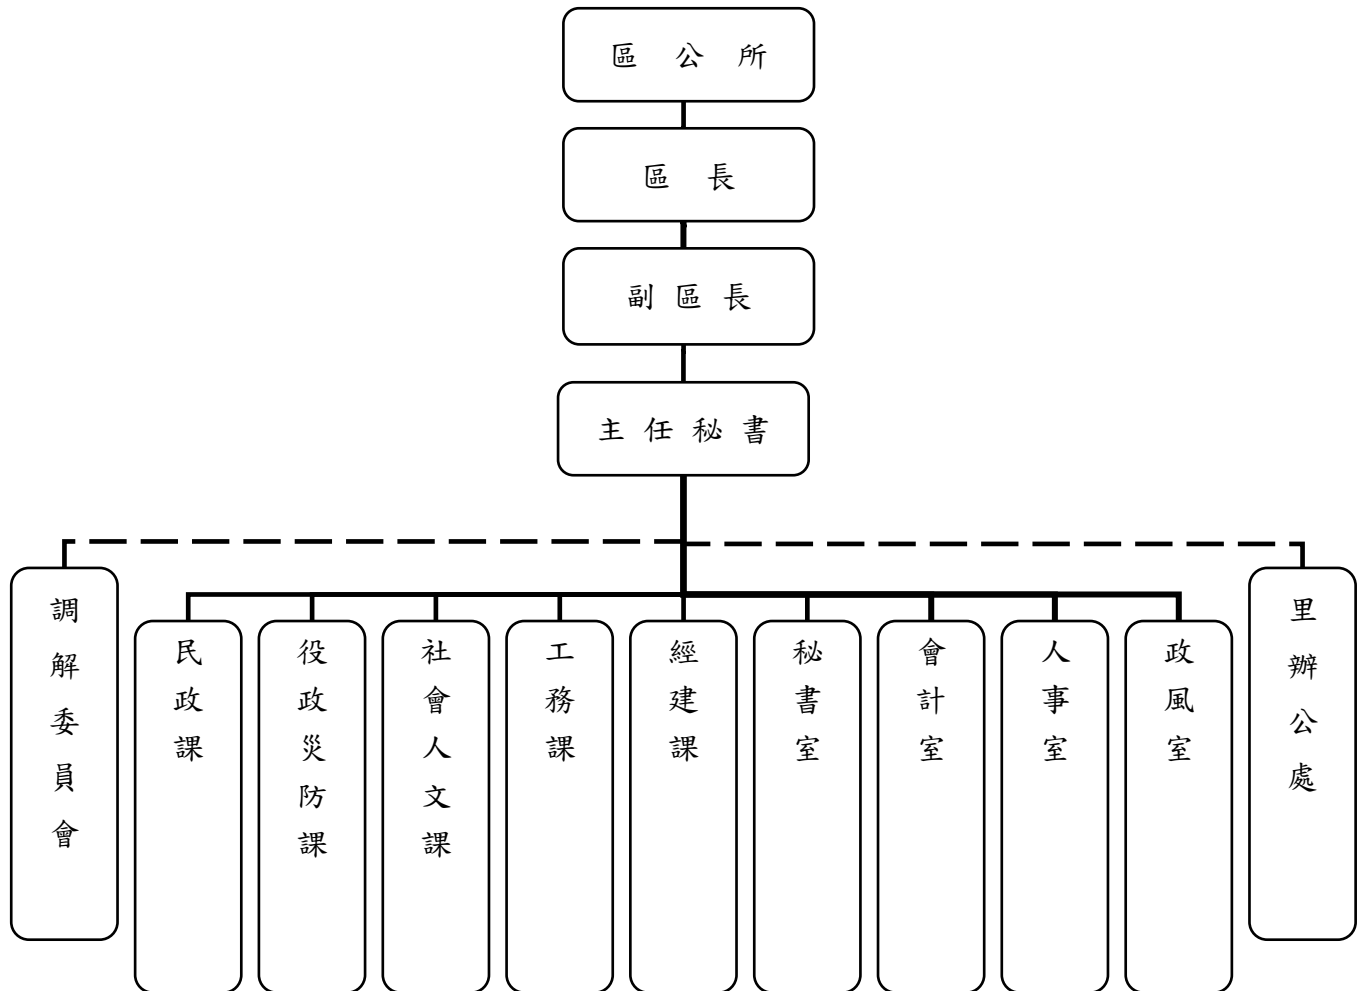 區公所
區長
副區長
主任秘書
調解委員會
民政課
役政災防課
社會人文課
工務課
經建課
秘書室
會計室
人事室
政風室
里辦公處